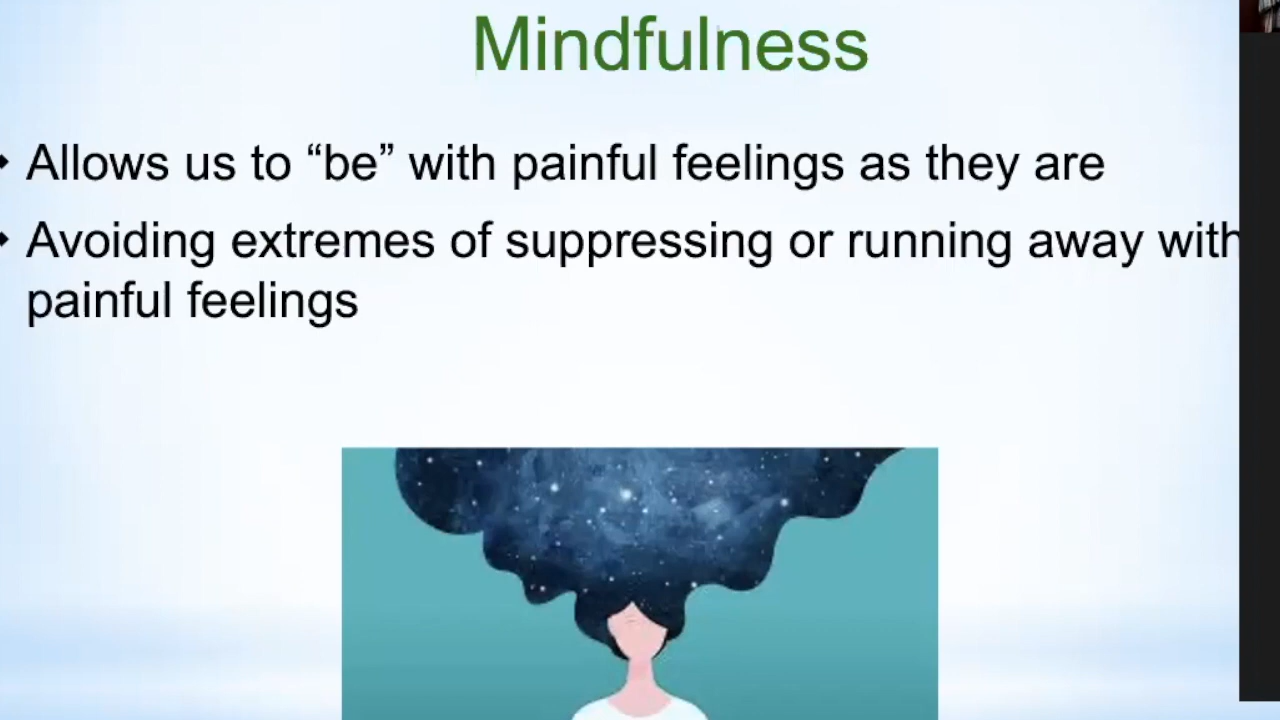 Mindfulness
Allows us to “be” with painful feelings as they are
Avoiding extremes of suppressing or running away with
painful feelings